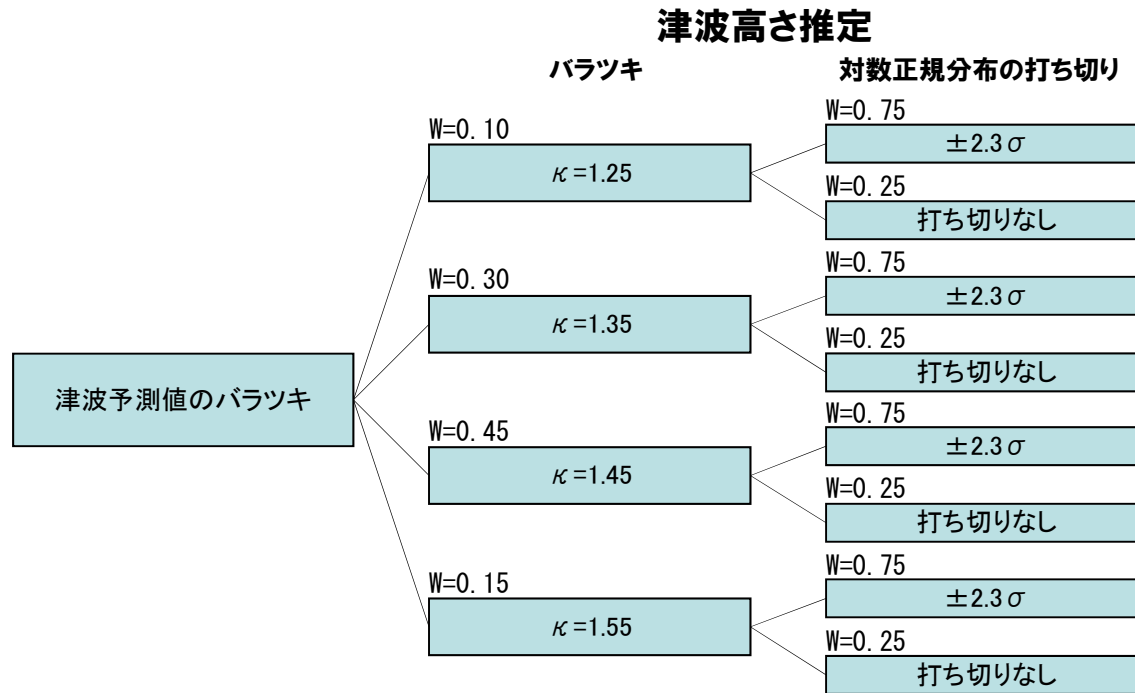 津波高さ推定
バラツキ
対数正規分布の打ち切り
津波予測値のバラツキ
W=0.10
κ=1.25
W=0.75
±2.3σ
W=0.25
打ち切りなし
W=0.30
κ=1.35
W=0.75
±2.3σ
W=0.25
打ち切りなし
W=0.45
κ=1.45
W=0.75
±2.3σ
W=0.25
打ち切りなし
W=0.15
κ=1.55
W=0.75
±2.3σ
W=0.25
打ち切りなし